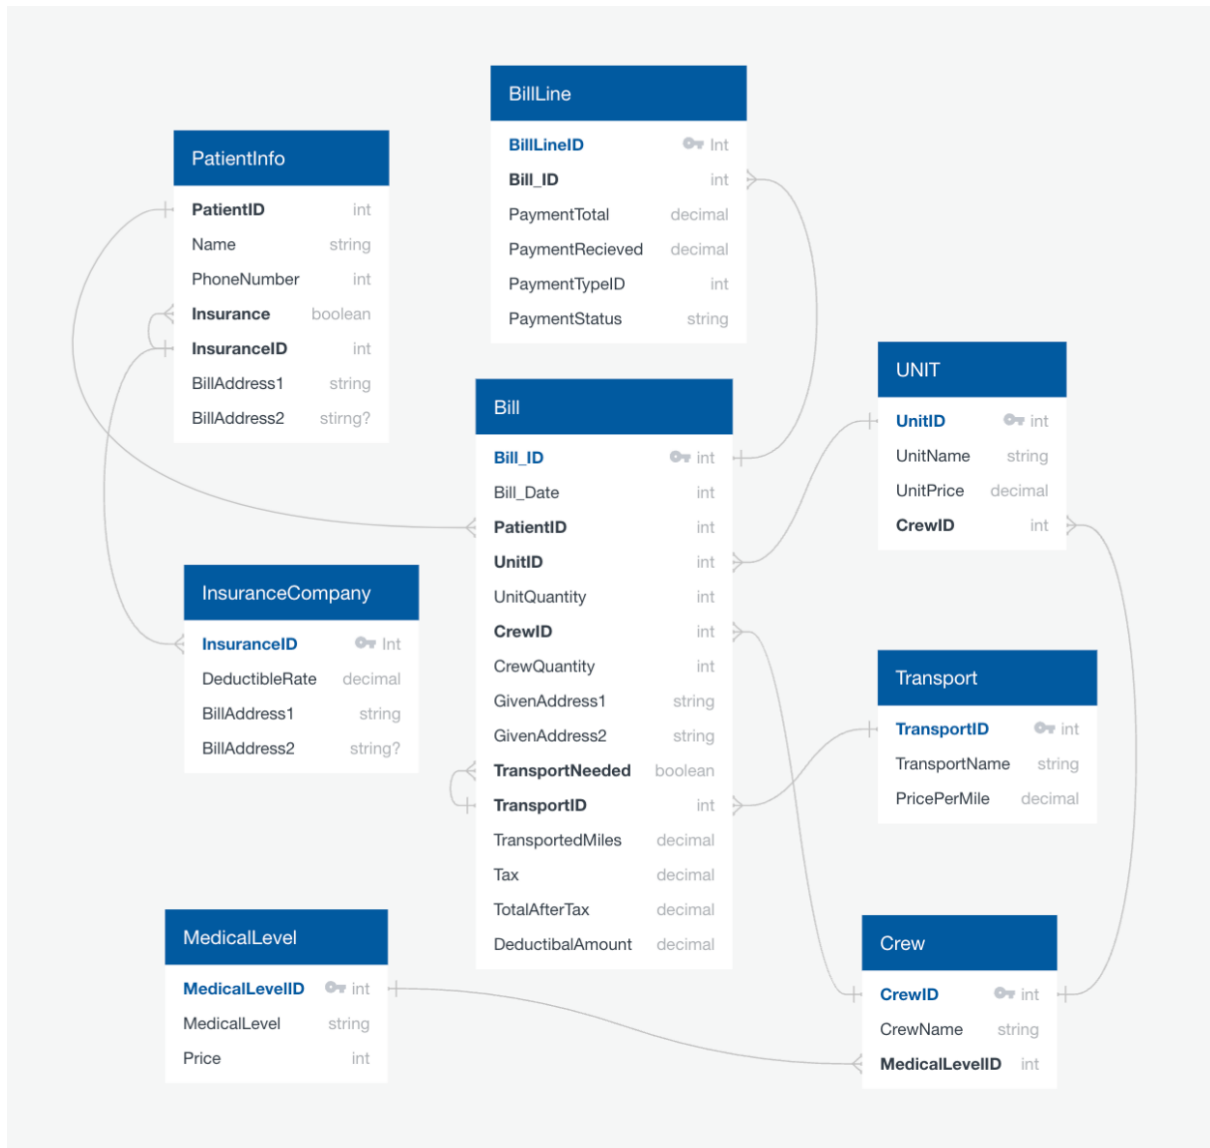 BillLine
BillLineID Int
Bill_ID int
PaymentTotal decimal
PaymentRecieved decimal
PaymentTypeID int
PaymentStatus string
PatientInfo
PatientID int
Name string
PhoneNumber int
Insurance boolean
InsuranceID int
BillAddress1 string
BillAddress2 stirng?
UNIT
UnitID int
UnitName string
UnitPrice decimal
CrewID int
Bill
Bill_ID int
Bill_Date int
PatientID int
UnitID int
UnitQuantity int
CrewID int
CrewQuantity int
GivenAddress1 string
GivenAddress2 string
TransportNeeded boolean
TransportID int
TransportedMiles decimal
Tax decimal
TotalAfterTax decimal
DeductibalAmount decimal
InsuranceCompany
InsuranceID Int
DeductibleRate decimal
BillAddress1 string
BillAddress2 string?
Transport
TransportID int
TransportName string
PricePerMile decimal
MedicalLevel
MedicalLevelID int
MedicalLevel string
Price int
Crew
CrewID int
CrewName string
MedicalLevelID int